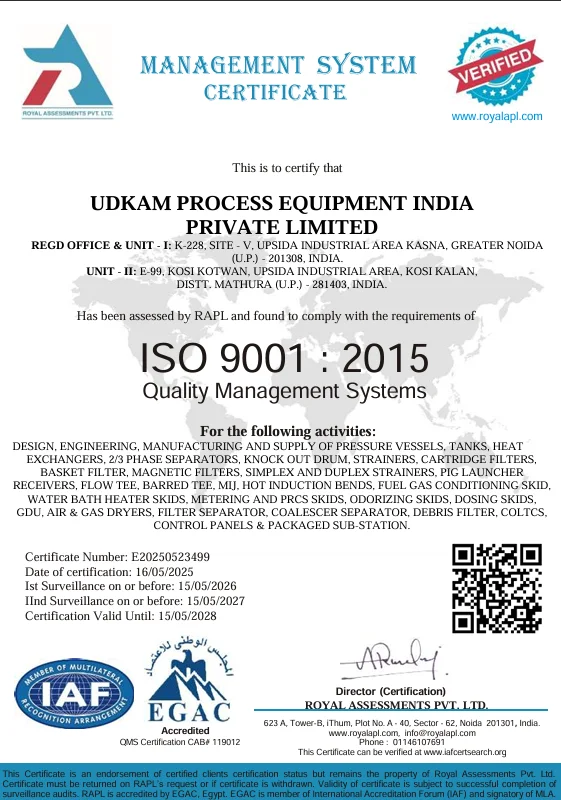 MANAGEMENT SYSTEM
CERTIFICATE
ROYAL ASSESSMENTS PVT. LTD.
VERIFIED
www.royalapl.com
This is to certify that
UDKAM PROCESS EQUIPMENT INDIA
PRIVATE LIMITED
REGD OFFICE & UNIT - I: K-228, SITE - V, UPSIDA INDUSTRIAL AREA KASNA, GREATER NOIDA
(U.P.) - 201308, INDIA.
UNIT - II: E-99, KOSI KOTWAN, UPSIDA INDUSTRIAL AREA, KOSI KALAN,
DISTT. MATHURA (U.P.) - 281403, INDIA.
Has been assessed by RAPL and found to comply with the requirements of
ISO 9001 : 2015
Quality Management Systems
For the following activities:
DESIGN, ENGINEERING, MANUFACTURING AND SUPPLY OF PRESSURE VESSELS, TANKS, HEAT
EXCHANGERS, 2/3 PHASE SEPARATORS, KNOCK OUT DRUM, STRAINERS, CARTRIDGE FILTERS,
BASKET FILTER, MAGNETIC FILTERS, SIMPLEX AND DUPLEX STRAINERS, PIG LAUNCHER
RECEIVERS, FLOW TEE, BARRED TEE, MIJ, HOT INDUCTION BENDS, FUEL GAS CONDITIONING SKID,
WATER BATH HEATER SKIDS, METERING AND PRCS SKIDS, ODORIZING SKIDS, DOSING SKIDS,
GDU, AIR & GAS DRYERS, FILTER SEPARATOR, COALESCER SEPARATOR, DEBRIS FILTER, COLTCS,
CONTROL PANELS & PACKAGED SUB-STATION.
Certificate Number: E20250523499
Date of certification: 16/05/2025
Ist Surveillance on or before: 15/05/2026
IInd Surveillance on or before: 15/05/2027
Certification Valid Until: 15/05/2028
MEMBER OF MULTILATERAL
IAF
RECOGNITION ARRANGEMENT
المجلس الوطنى للاعتماد
EGAC
Accredited
QMS Certification CAB# 119012
Director (Certification)
ROYAL ASSESSMENTS PVT. LTD.
623 A, Tower-B, iThum, Plot No. A - 40, Sector - 62, Noida 201301, India.
www.royalapl.com, info@royalapl.com
Phone : 01146107691
This Certificate can be verified at www.iafcertsearch.org
This Certificate is an endorsement of certified clients certification status but remains the property of Royal Assessments Pvt. Ltd.
Certificate must be returned on RAPL's request or if certificate is withdrawn. Validity of certificate is subject to successful completion of
surveillance audits. RAPL is accredited by EGAC, Egypt. EGAC is member of International Accreditation Forum (IAF) and signatory of MLA.